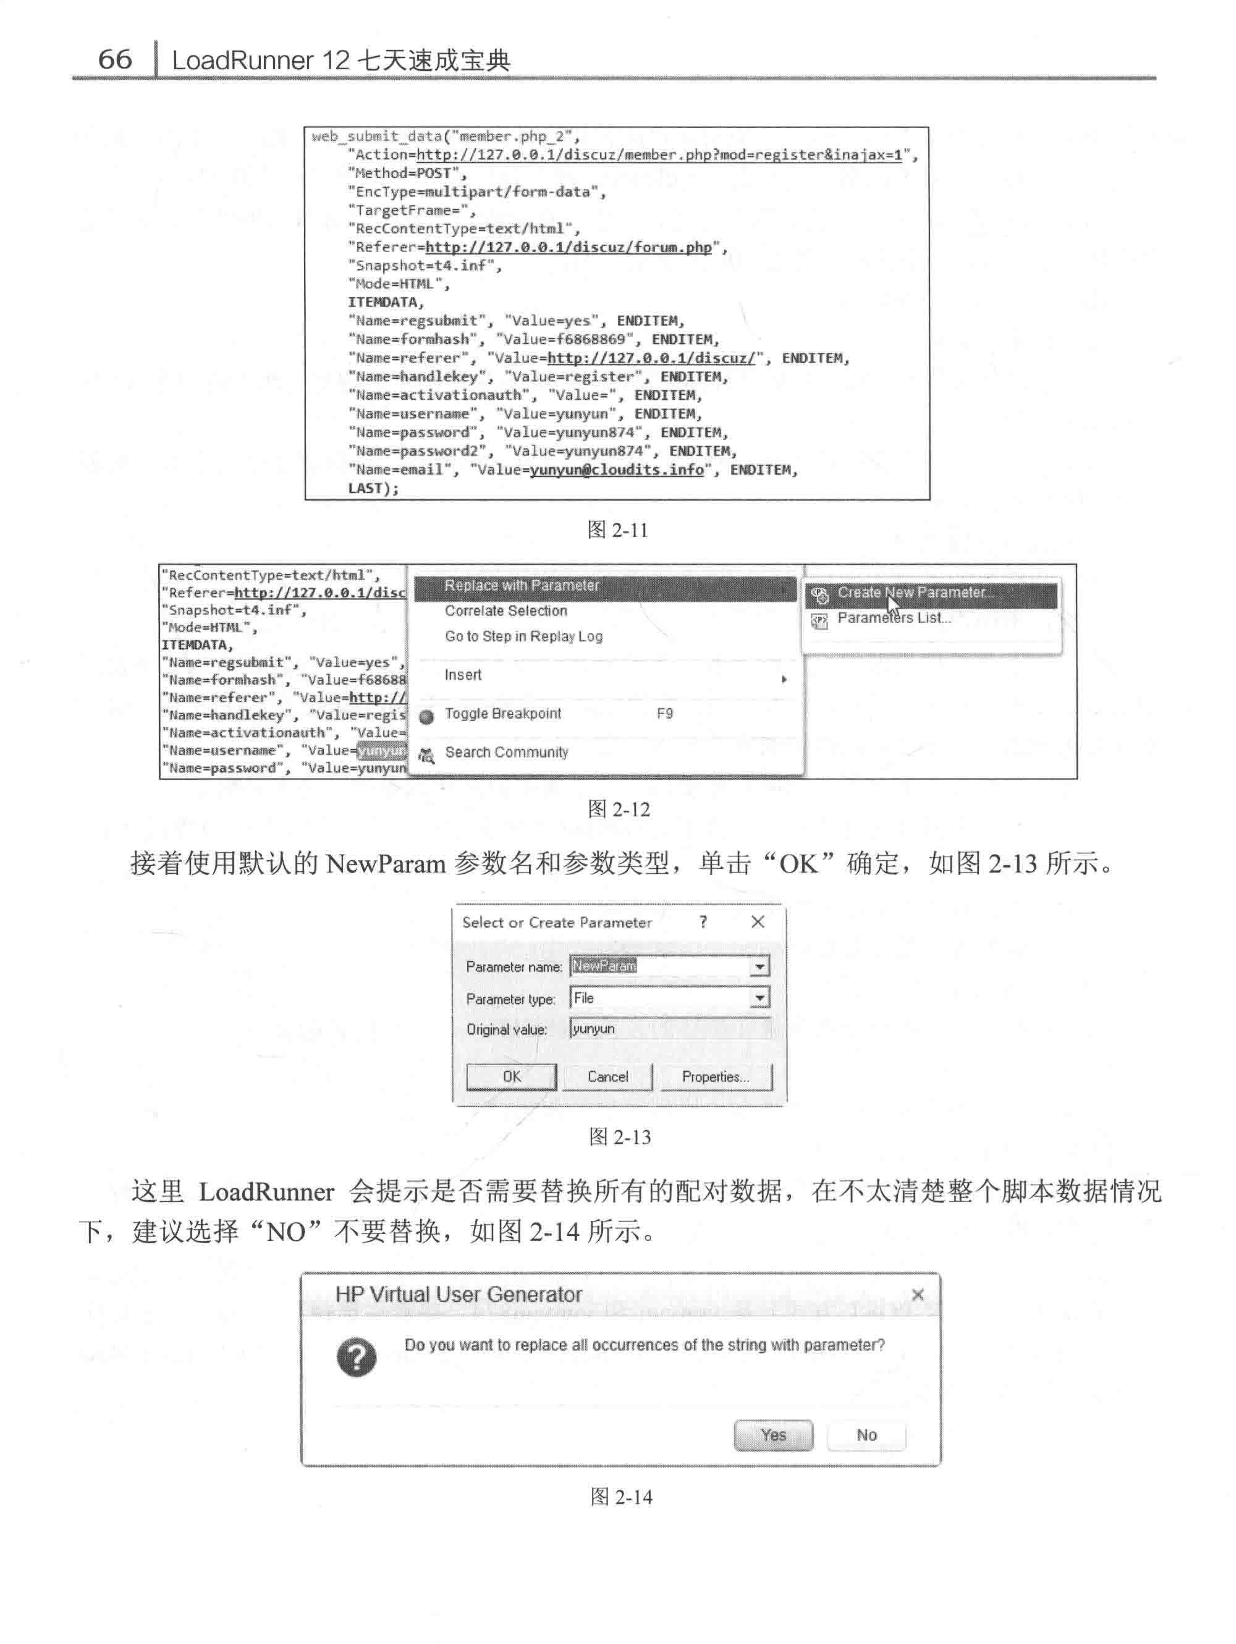 66 LoadRunner 12 七天速成宝典
web_submit_data("member.php_2",
"Action=http://127.0.0.1/discuz/member.php?mod=register&inajax=1",
"Method=POST",
"EncType=multipart/form-data",
"TargetFrame=",
"RecContentType=text/html",
"Referer=http://127.0.0.1/discuz/forum.php",
"Snapshot=t4.inf",
"Mode=HTML",
ITEMDATA,
"Name=regsubmit", "Value=yes", ENDITEM,
"Name=formhash", "Value=f6868869", ENDITEM,
"Name=referer", "Value=http://127.0.0.1/discuz/", ENDITEM,
"Name=handlekey", "Value=register", ENDITEM,
"Name=activationauth", "Value=", ENDITEM,
"Name=username", "Value=yunyun", ENDITEM,
"Name=password", "Value=yunyun874", ENDITEM,
"Name=password2", "Value=yunyun874", ENDITEM,
"Name=email", "Value=yunyun@cloudits.info", ENDITEM,
LAST);
图 2-11
"RecContentType=text/html",
"Referer=http://127.0.0.1/disc
"Snapshot=t4.inf",
"Mode=HTML",
ITEMDATA,
"Name=regsubmit", "Value=yes",
"Name=formhash", "Value=f68688
"Name=referer", "Value=http://
"Name=handlekey", "Value=regis
"Name=activationauth", "Value=
"Name=username", "Value=yunyun
"Name=password", "Value=yunyun
Replace with Parameter
Correlate Selection
Go to Step in Replay Log
Insert
Toggle Breakpoint F9
Search Community
Create New Parameter...
Parameters List...
图 2-12
接着使用默认的 NewParam 参数名和参数类型，单击“OK”确定，如图 2-13 所示。
Select or Create Parameter ? ×
Parameter name: NewParam
Parameter type: File
Original value: yunyun
OK Cancel Properties...
图 2-13
这里 LoadRunner 会提示是否需要替换所有的配对数据，在不太清楚整个脚本数据情况
下，建议选择“NO”不要替换，如图 2-14 所示。
HP Virtual User Generator ×
Do you want to replace all occurrences of the string with parameter?
Yes No
图 2-14